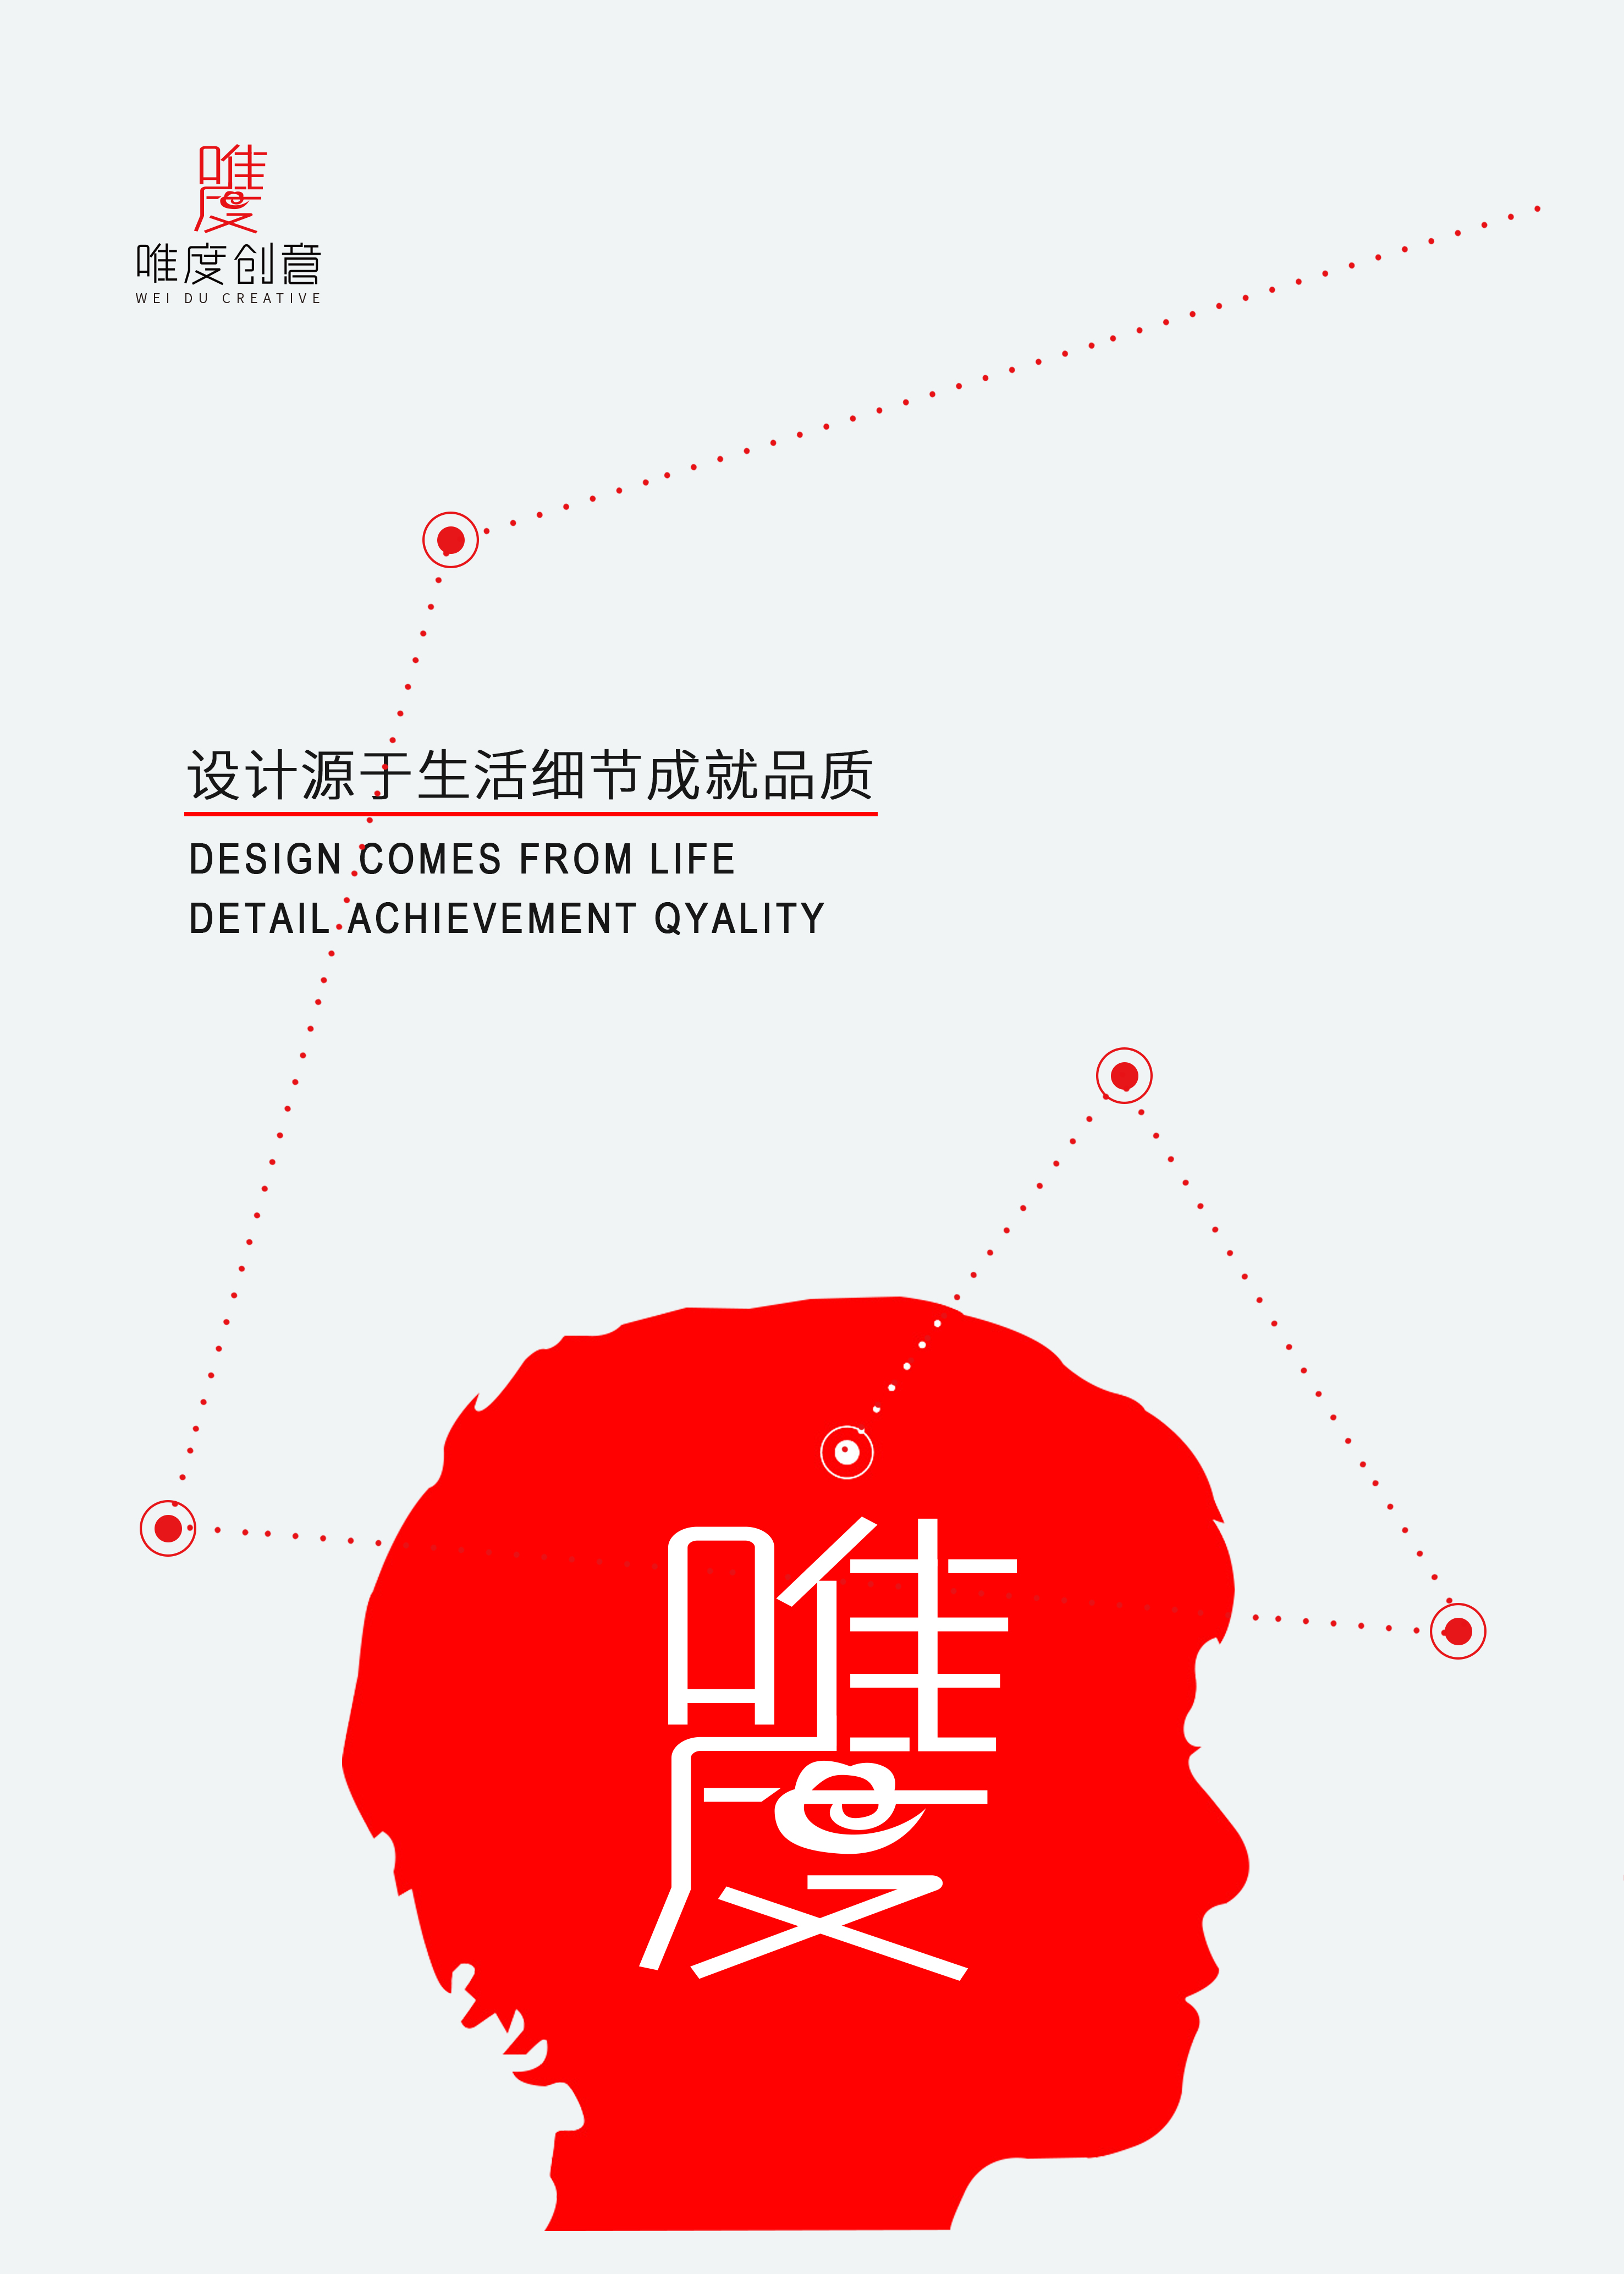 唯度
唯度创意
WEI DU CREATIVE
设计源于生活细节成就品质
DESIGN COMES FROM LIFE
DETAIL ACHIEVEMENT QYALITY
唯度